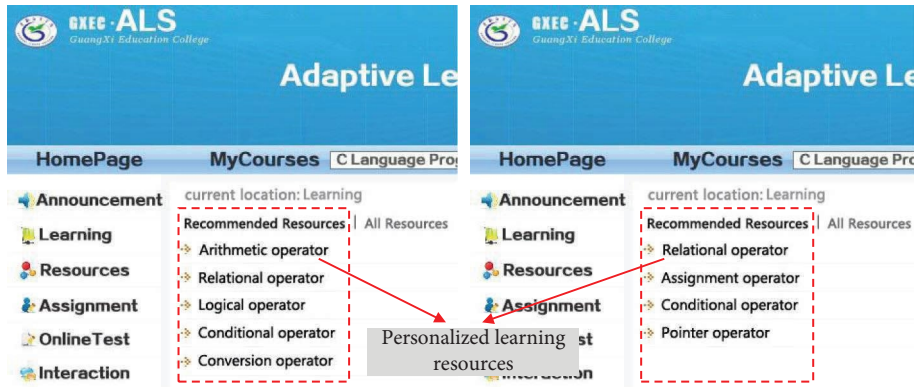 GXEC·ALS
GuangXi Education College
Adaptive Le
HomePage
MyCourses
C Language Prog
Announcement
Learning
Resources
Assignment
OnlineTest
Interaction
current location: Learning
Recommended Resources | All Resources
Arithmetic operator
Relational operator
Logical operator
Conditional operator
Conversion operator
GXEC·ALS
GuangXi Education College
Adaptive Le
HomePage
MyCourses
C Language Pro
Announcement
Learning
Resources
Assignment
st
Interaction
current location: Learning
Recommended Resources | All Resources
Relational operator
Assignment operator
Conditional operator
Pointer operator
Personalized learning
resources